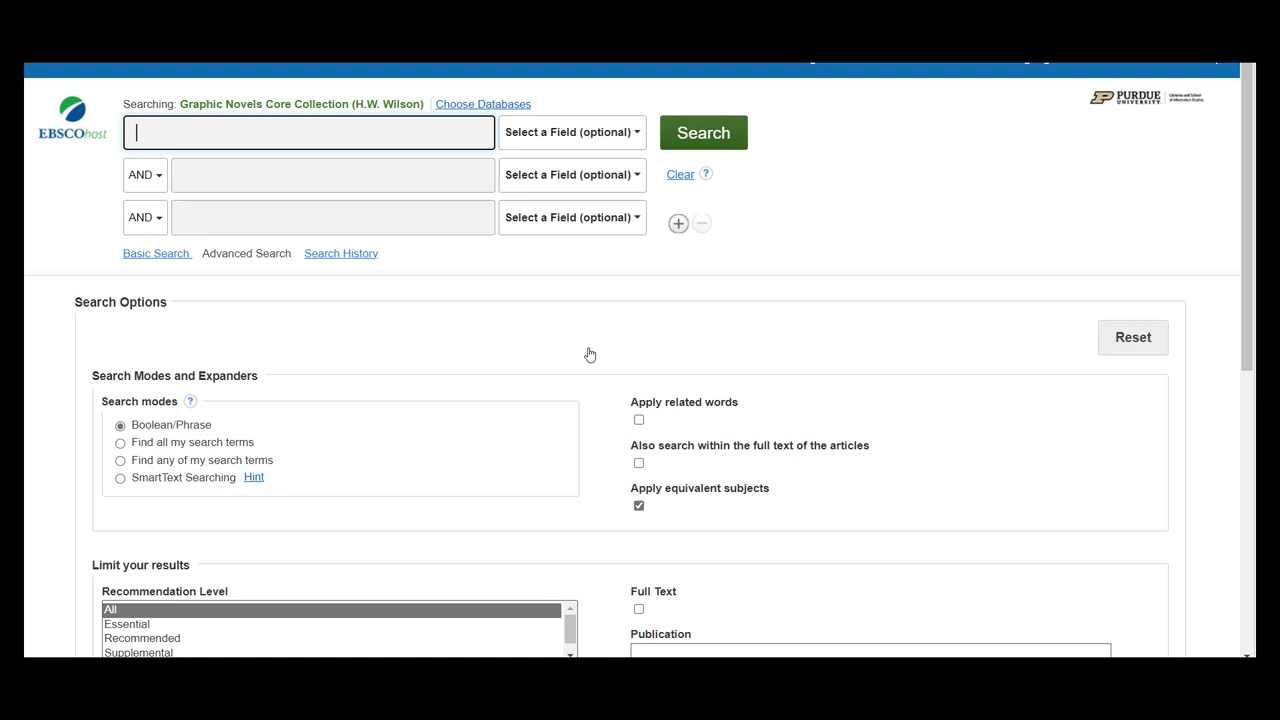 Searching: Graphic Novels Core Collection (H.W. Wilson) Choose Databases
PURDUE UNIVERSITY
EBSCOhost
Select a Field (optional)
Search
AND
Select a Field (optional)
Clear ?
AND
Select a Field (optional)
Basic Search Advanced Search Search History
Search Options
Reset
Search Modes and Expanders
Search modes ?
Boolean/Phrase
Find all my search terms
Find any of my search terms
SmartText Searching Hint
Apply related words
Also search within the full text of the articles
Apply equivalent subjects
Limit your results
Recommendation Level
All
Essential
Recommended
Supplemental
Full Text
Publication